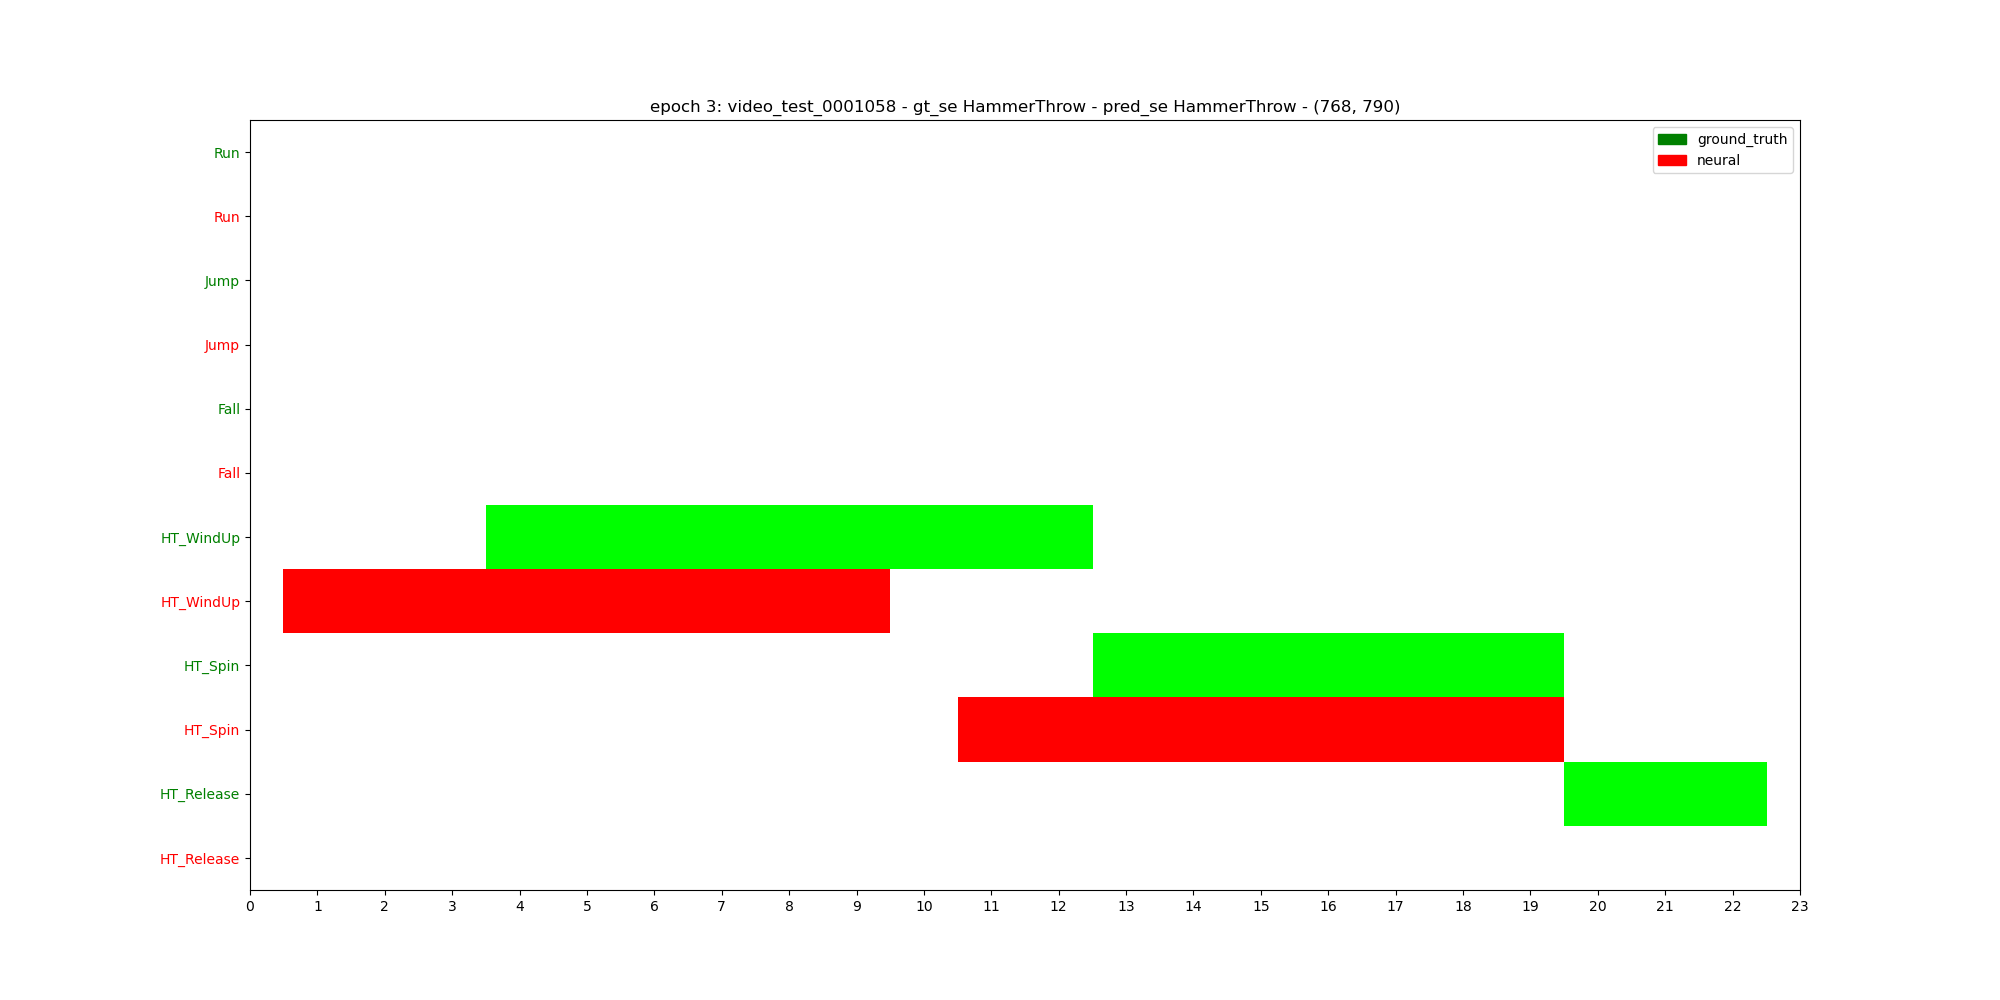 epoch 3: video_test_0001058 - gt_se HammerThrow - pred_se HammerThrow - (768, 790)
ground_truth
neural
Run
Run
Jump
Jump
Fall
Fall
HT_WindUp
HT_WindUp
HT_Spin
HT_Spin
HT_Release
HT_Release
0 1 2 3 4 5 6 7 8 9 10 11 12 13 14 15 16 17 18 19 20 21 22 23